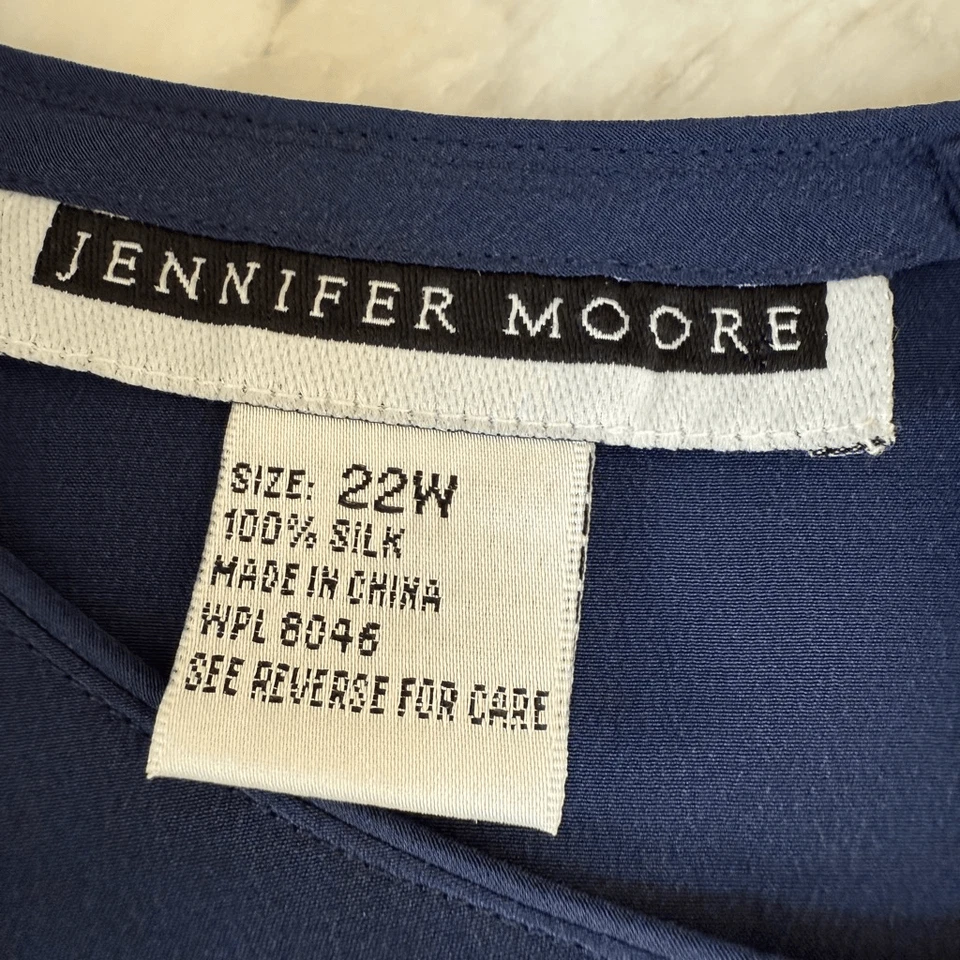 JENNIFER MOORE
SIZE: 22W
100% SILK
MADE IN CHINA
WPL 8046
SEE REVERSE FOR CARE